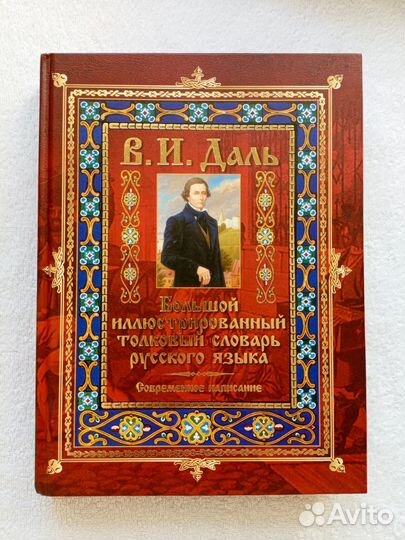 В. И. Даль
Большой
иллюстрированный
толковый словарь
русского языка
Современное написание
Avito